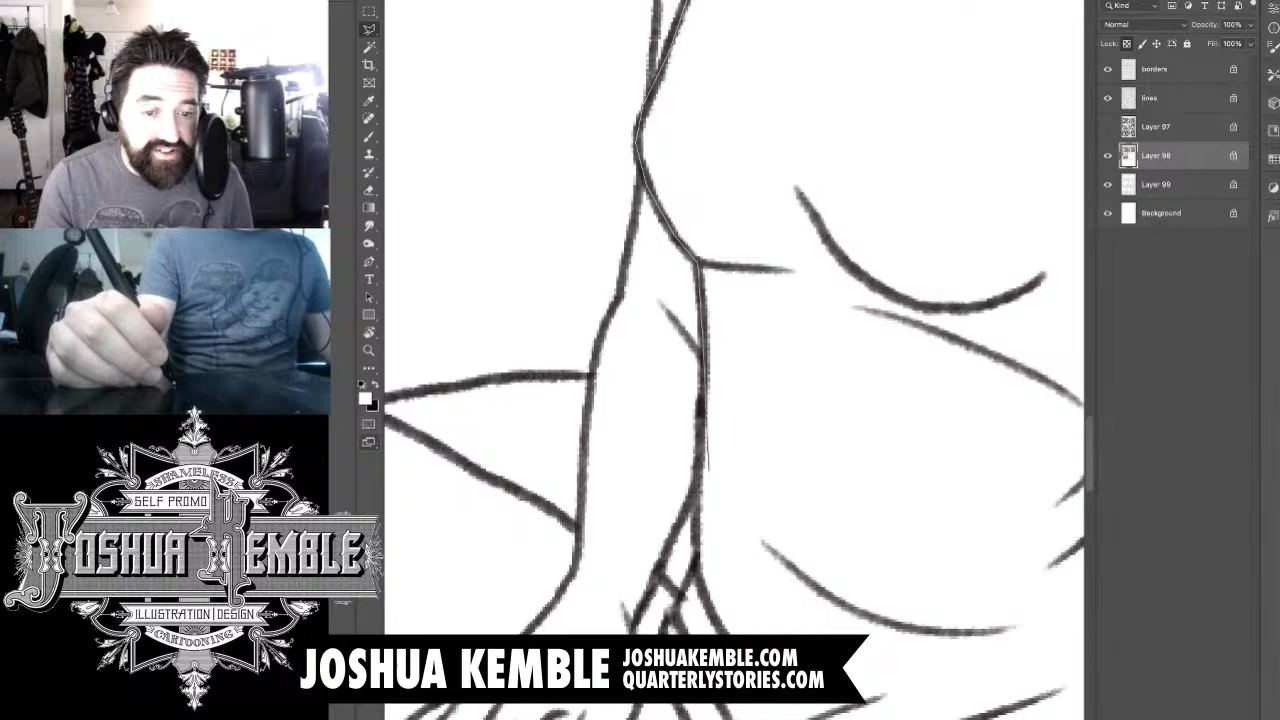 Kind
Normal
Opacity: 100%
Lock:
Fill: 100%
borders
lines
Layer 97
Layer 98
Layer 99
Background
SHAMELESS
SELF PROMO
JOSHUA KEMBLE
ILLUSTRATION|DESIGN
CARTOONING
JOSHUA KEMBLE
JOSHUAKEMBLE.COM
QUARTERLYSTORIES.COM